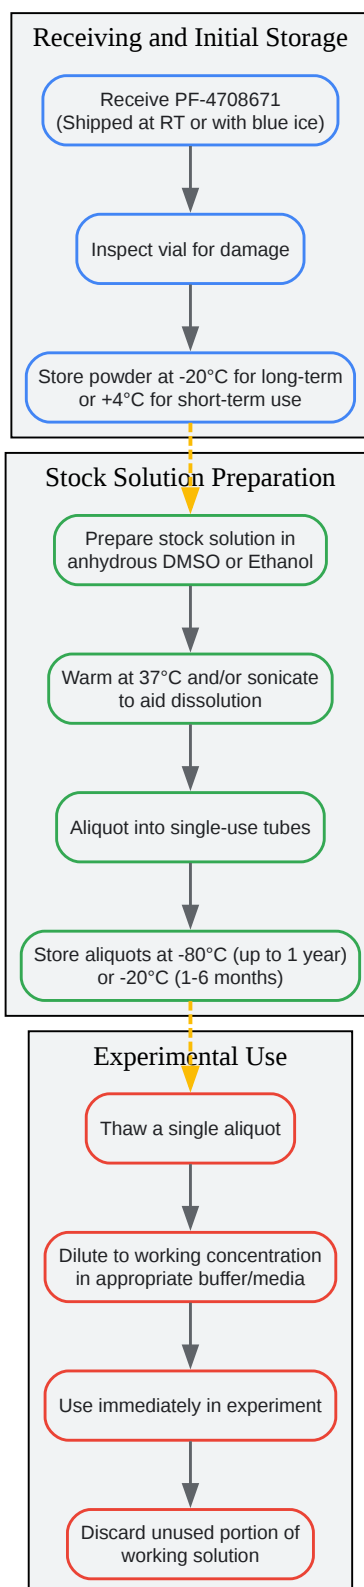 Receiving and Initial Storage
Receive PF-4708671
(Shipped at RT or with blue ice)
Inspect vial for damage
Store powder at -20°C for long-term
or +4°C for short-term use
Stock Solution Preparation
Prepare stock solution in
anhydrous DMSO or Ethanol
Warm at 37°C and/or sonicate
to aid dissolution
Aliquot into single-use tubes
Store aliquots at -80°C (up to 1 year)
or -20°C (1-6 months)
Experimental Use
Thaw a single aliquot
Dilute to working concentration
in appropriate buffer/media
Use immediately in experiment
Discard unused portion of
working solution